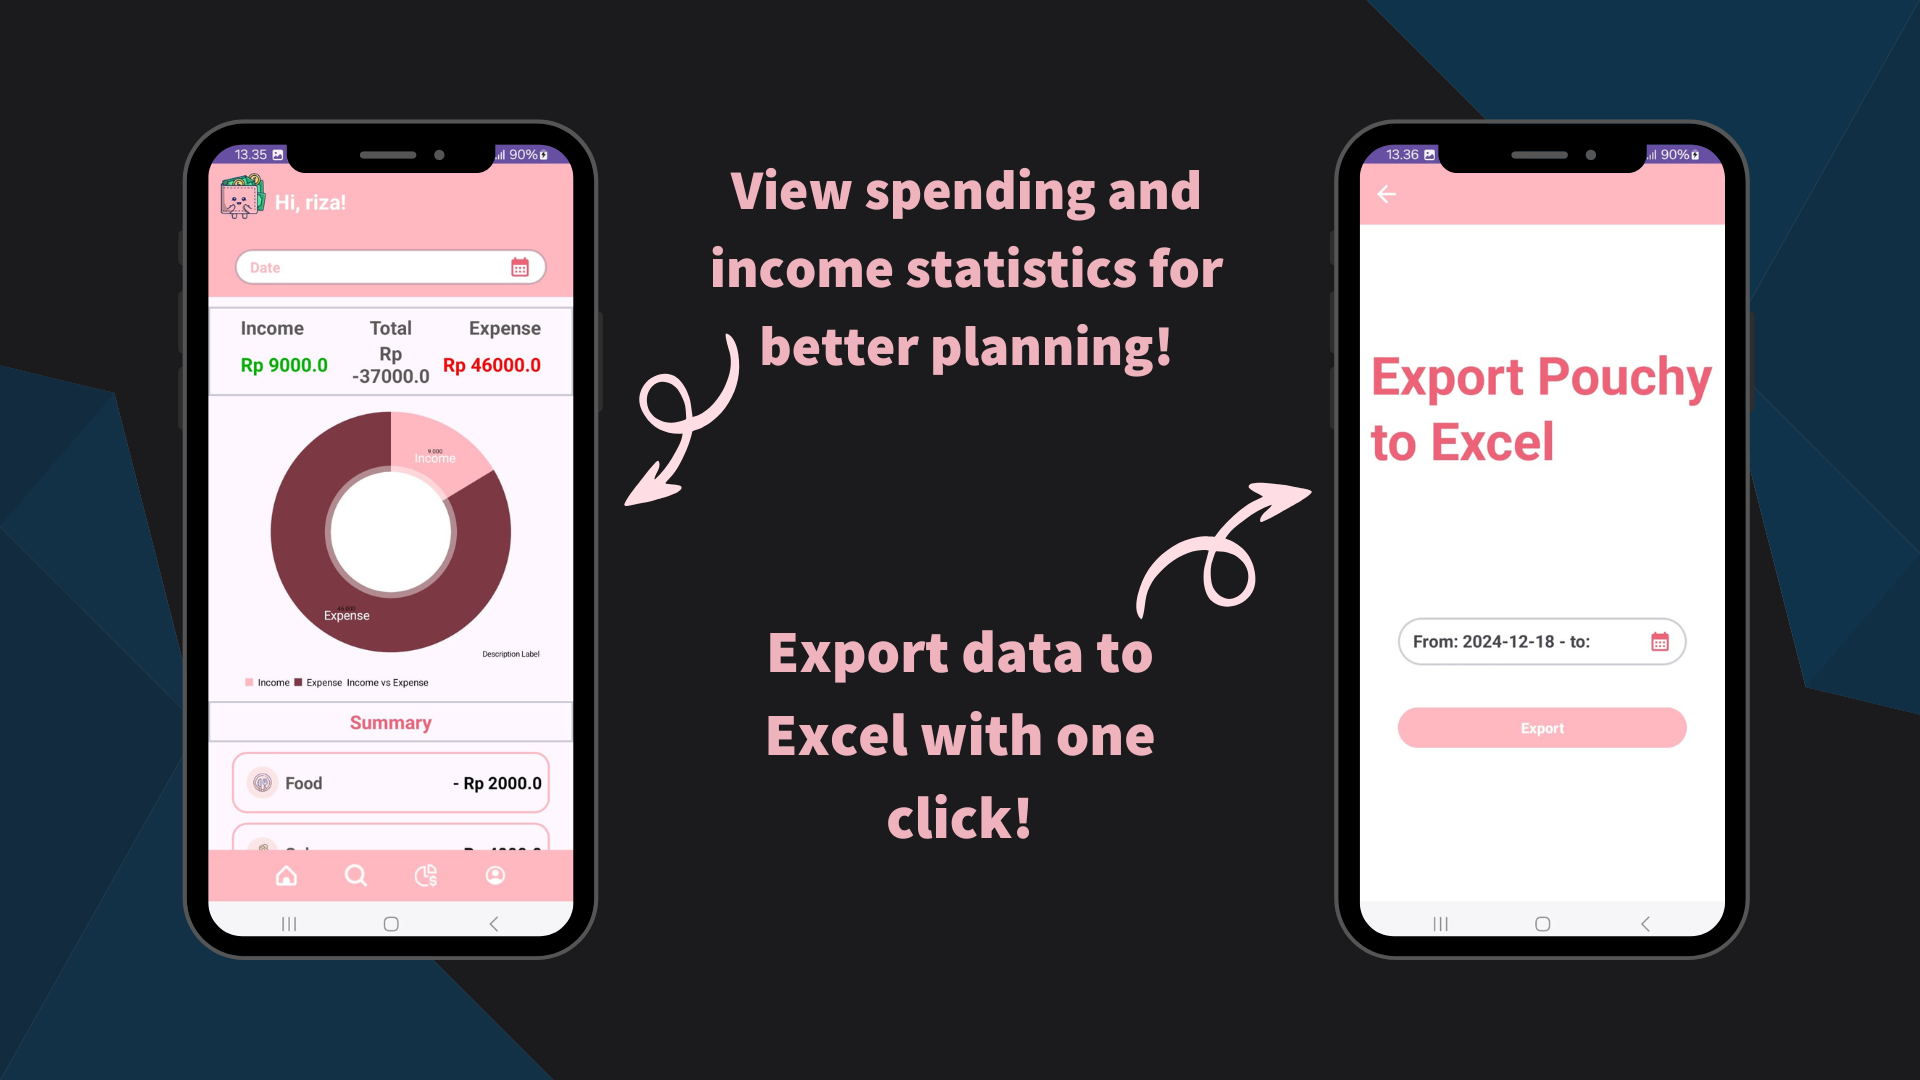 13.35
90%
Hi, riza!
Date
Income
Total
Expense
Rp 9000.0
Rp
-37000.0
Rp 46000.0
9.000
Income
Expense
Description Label
Income Expense Income vs Expense
Summary
Food
- Rp 2000.0
View spending and
income statistics for
better planning!
Export data to
Excel with one
click!
13.36
90%
Export Pouchy
to Excel
From: 2024-12-18 - to:
Export